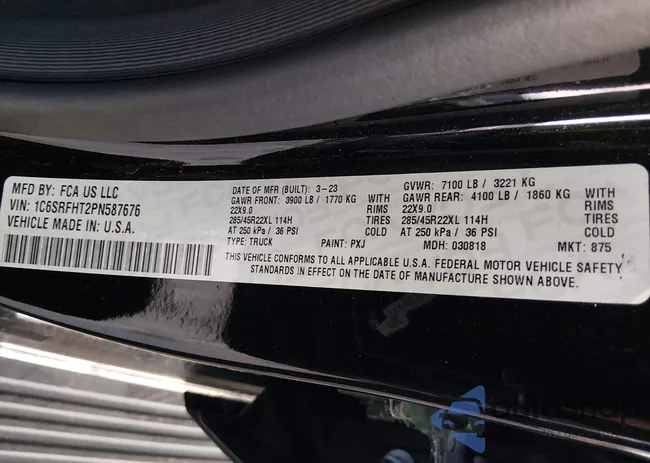 MFD BY: FCA US LLC
VIN: 1C6SRFHT2PN587676
VEHICLE MADE IN: U.S.A.
DATE OF MFR (BUILT): 3-23
GAWR FRONT: 3900 LB / 1770 KG WITH
22X9.0 RIMS
285/45R22XL 114H TIRES
AT 250 kPa / 36 PSI COLD
TYPE: TRUCK PAINT: PXJ
GVWR: 7100 LB / 3221 KG
GAWR REAR: 4100 LB / 1860 KG WITH
22X9.0 RIMS
285/45R22XL 114H TIRES
AT 250 kPa / 36 PSI COLD
MDH: 030818 MKT: 875
THIS VEHICLE CONFORMS TO ALL APPLICABLE U.S.A. FEDERAL MOTOR VEHICLE SAFETY
STANDARDS IN EFFECT ON THE DATE OF MANUFACTURE SHOWN ABOVE.